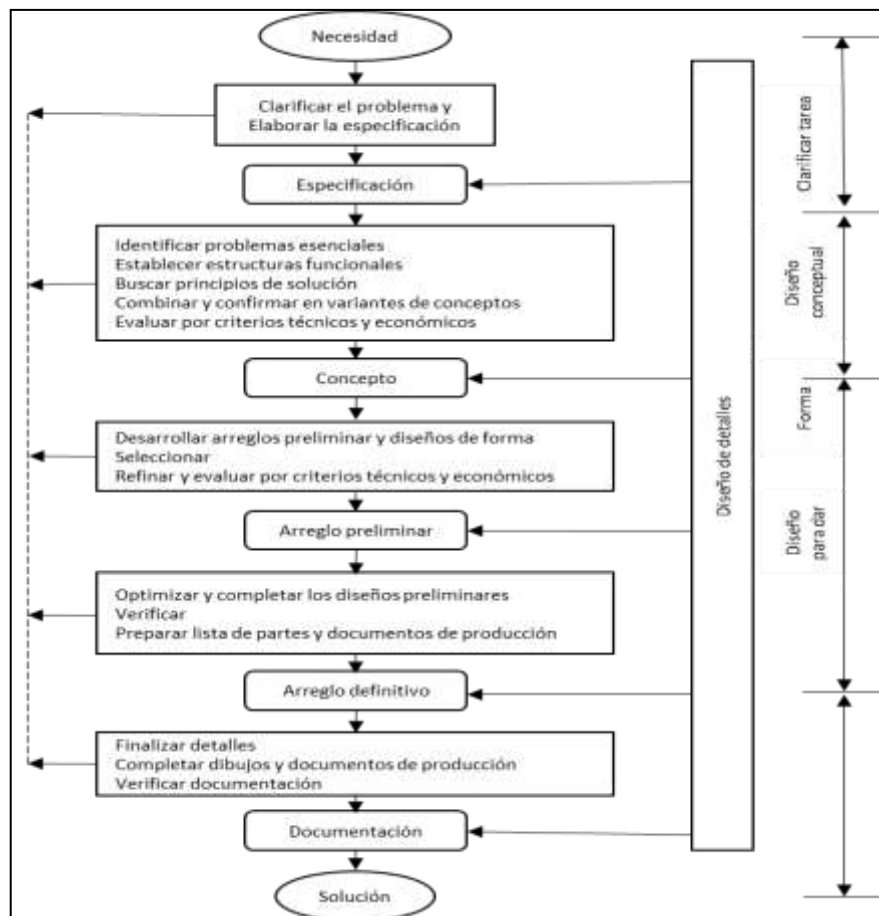 Necesidad
Clarificar el problema y
Elaborar la especificación
Especificación
Identificar problemas esenciales
Establecer estructuras funcionales
Buscar principios de solución
Combinar y confirmar en variantes de conceptos
Evaluar por criterios técnicos y económicos
Concepto
Desarrollar arreglos preliminar y diseños de forma
Seleccionar
Refinar y evaluar por criterios técnicos y económicos
Arreglo preliminar
Optimizar y completar los diseños preliminares
Verificar
Preparar lista de partes y documentos de producción
Arreglo definitivo
Finalizar detalles
Completar dibujos y documentos de producción
Verificar documentación
Documentación
Solución
Diseño de detalles
Clarificar tarea
Diseño
conceptual
Forma
Diseño
para dar